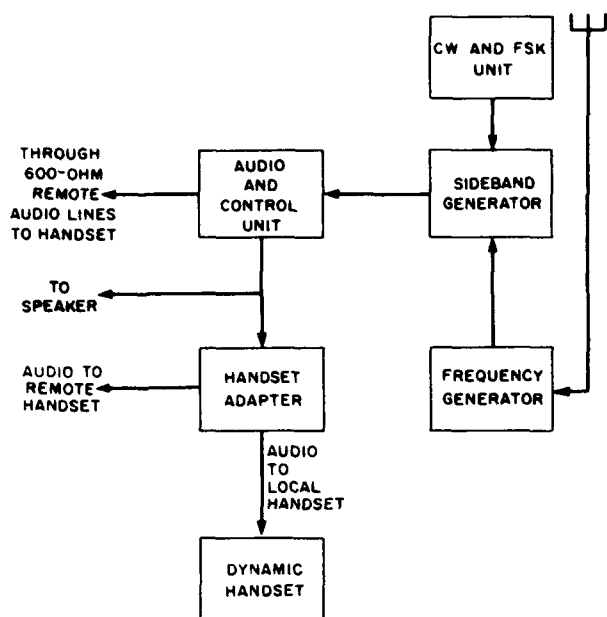 CW AND FSK
UNIT
THROUGH
600-OHM
REMOTE
AUDIO LINES
TO HANDSET
AUDIO
AND
CONTROL
UNIT
SIDEBAND
GENERATOR
TO
SPEAKER
AUDIO TO
REMOTE
HANDSET
HANDSET
ADAPTER
FREQUENCY
GENERATOR
AUDIO
TO
LOCAL
HANDSET
DYNAMIC
HANDSET